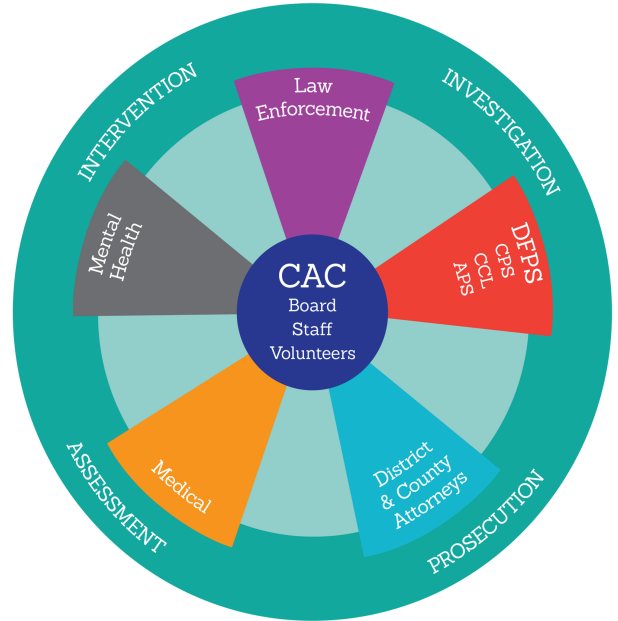 INTERVENTION
INVESTIGATION
Law
Enforcement
Mental
Health
DFPS
CPS
CCL
APS
CAC
Board
Staff
Volunteers
Medical
District
& County
Attorneys
ASSESSMENT
PROSECUTION